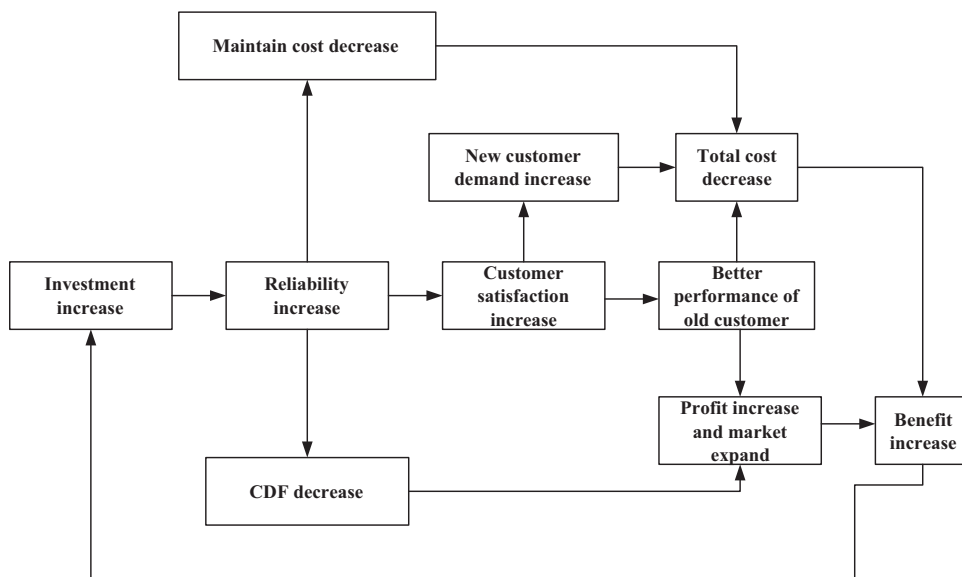 Maintain cost decrease
New customer
demand increase
Total cost
decrease
Investment
increase
Reliability
increase
Customer
satisfaction
increase
Better
performance of
old customer
Profit increase
and market
expand
Benefit
increase
CDF decrease